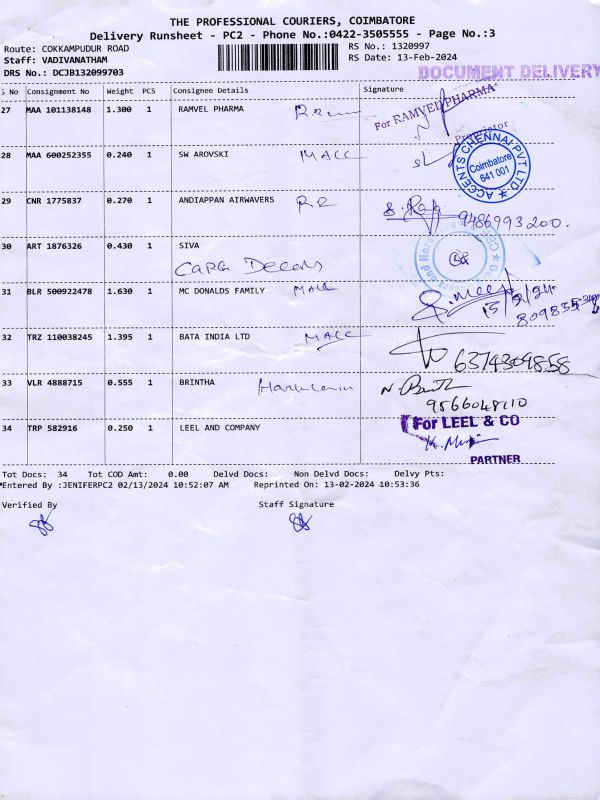 THE PROFESSIONAL COURIERS, COIMBATORE
Delivery Runsheet - PC2 - Phone No.:0422-3505555 - Page No.:3
Route: COKKAMPUDUR ROAD
RS No.: 1320997
Staff: VADIVANATHAM
RS Date: 13-Feb-2024
DRS No.: DCJB132099703
DOCUMENT DELIVERY
S No Consignment No Weight PCS Consignee Details Signature
27 MAA 101138148 1.300 1 RAMVEL PHARMA
For RAMVEL PHARMA
Proprietor
28 MAA 600252355 0.240 1 SW AROVSKI MALL
ACCENTS CHENNAI PVT LTD
Coimbatore
641 001
29 CNR 1775837 0.270 1 ANDIAPPAN AIRWAVERS RR
9486993200.
30 ART 1876326 0.430 1 SIVA
31 BLR 500922478 1.630 1 MC DONALDS FAMILY MALL
32 TRZ 110038245 1.395 1 BATA INDIA LTD MALL
6374309858
33 VLR 4888715 0.555 1 BRINTHA
34 TRP 582916 0.250 1 LEEL AND COMPANY
For LEEL & CO
PARTNER
Tot Docs: 34 Tot COD Amt: 0.00 Delvd Docs: Non Delvd Docs: Delvy Pts:
*Entered By :JENIFERPC2 02/13/2024 10:52:07 AM Reprinted On: 13-02-2024 10:53:36
Verified By Staff Signature